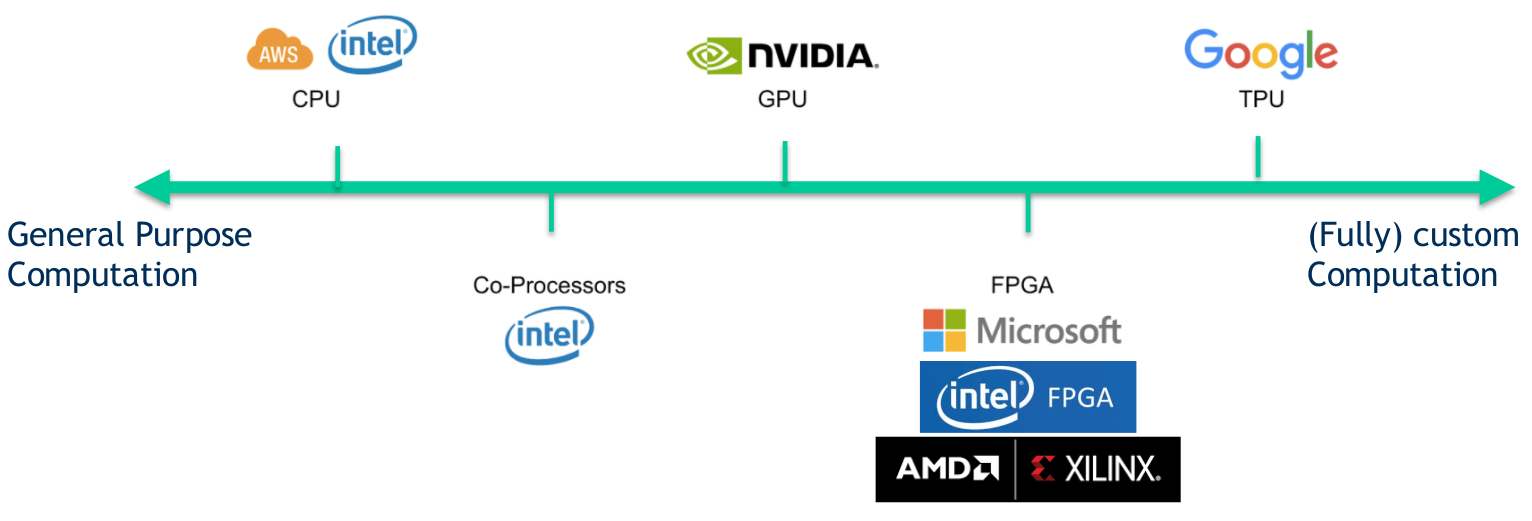 AWS intel
NVIDIA.
Google
CPU
GPU
TPU
General Purpose
Computation
(Fully) custom
Computation
Co-Processors
intel
FPGA
Microsoft
intel FPGA
AMD XILINX.